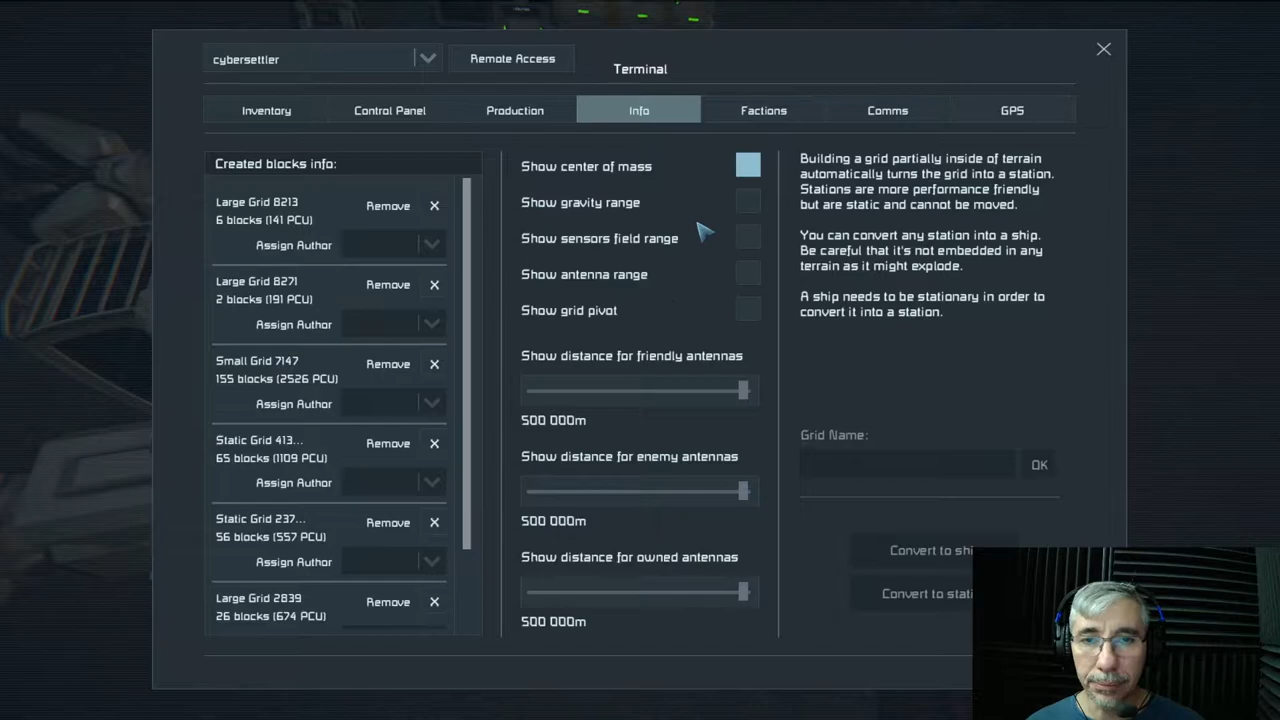 cybersettler
Remote Access
Terminal
Inventory
Control Panel
Production
Info
Factions
Comms
GPS
Created blocks info:
Large Grid 8213
6 blocks (141 PCU)
Remove
Assign Author
Large Grid 8271
2 blocks (191 PCU)
Remove
Assign Author
Small Grid 7147
155 blocks (2526 PCU)
Remove
Assign Author
Static Grid 413...
65 blocks (1109 PCU)
Remove
Assign Author
Static Grid 237...
56 blocks (557 PCU)
Remove
Assign Author
Large Grid 2839
26 blocks (674 PCU)
Remove
Show center of mass
Show gravity range
Show sensors field range
Show antenna range
Show grid pivot
Show distance for friendly antennas
500 000m
Show distance for enemy antennas
500 000m
Show distance for owned antennas
500 000m
Building a grid partially inside of terrain
automatically turns the grid into a station.
Stations are more performance friendly
but are static and cannot be moved.
You can convert any station into a ship.
Be careful that it's not embedded in any
terrain as it might explode.
A ship needs to be stationary in order to
convert it into a station.
Grid Name:
OK
Convert to shi
Convert to stati